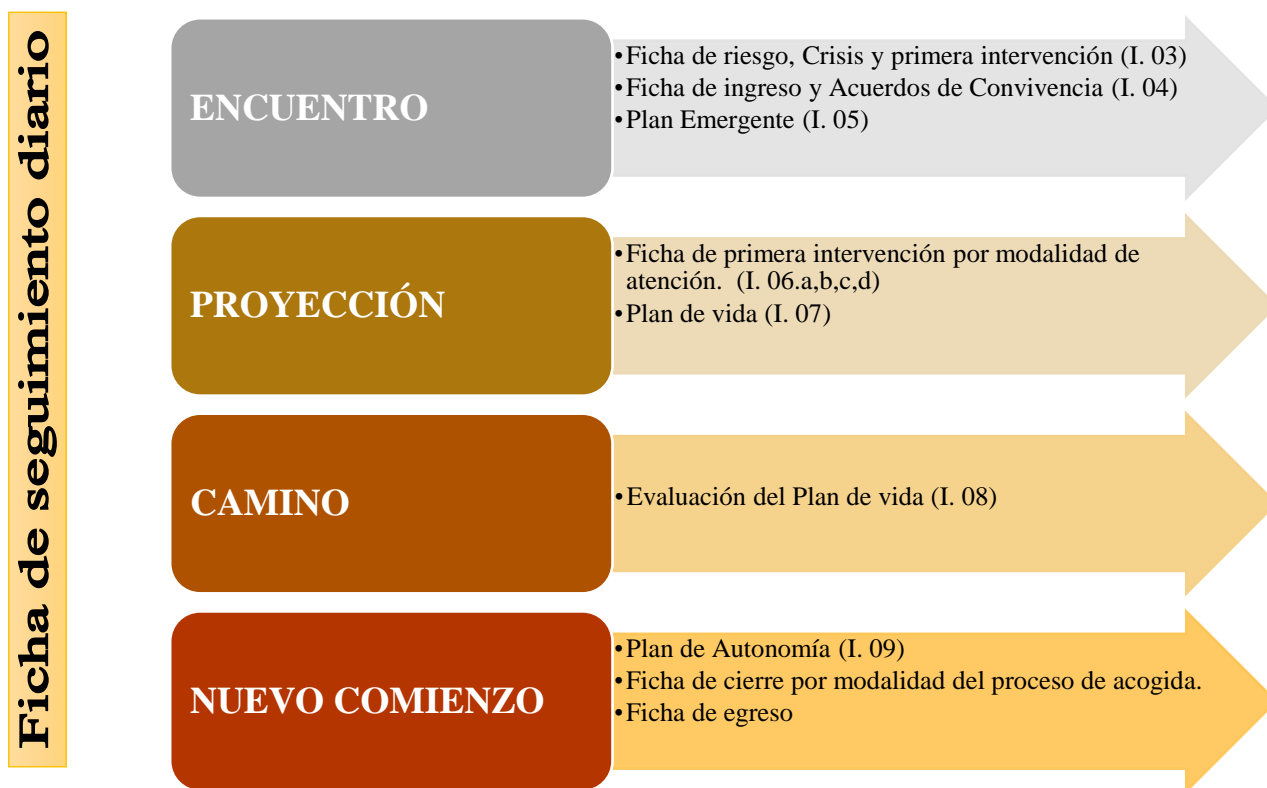 Ficha de seguimiento diario
ENCUENTRO
•Ficha de riesgo, Crisis y primera intervención (I. 03)
•Ficha de ingreso y Acuerdos de Convivencia (I. 04)
•Plan Emergente (I. 05)
PROYECCIÓN
•Ficha de primera intervención por modalidad de
atención. (I. 06.a,b,c,d)
•Plan de vida (I. 07)
CAMINO
•Evaluación del Plan de vida (I. 08)
NUEVO COMIENZO
•Plan de Autonomía (I. 09)
•Ficha de cierre por modalidad del proceso de acogida.
•Ficha de egreso